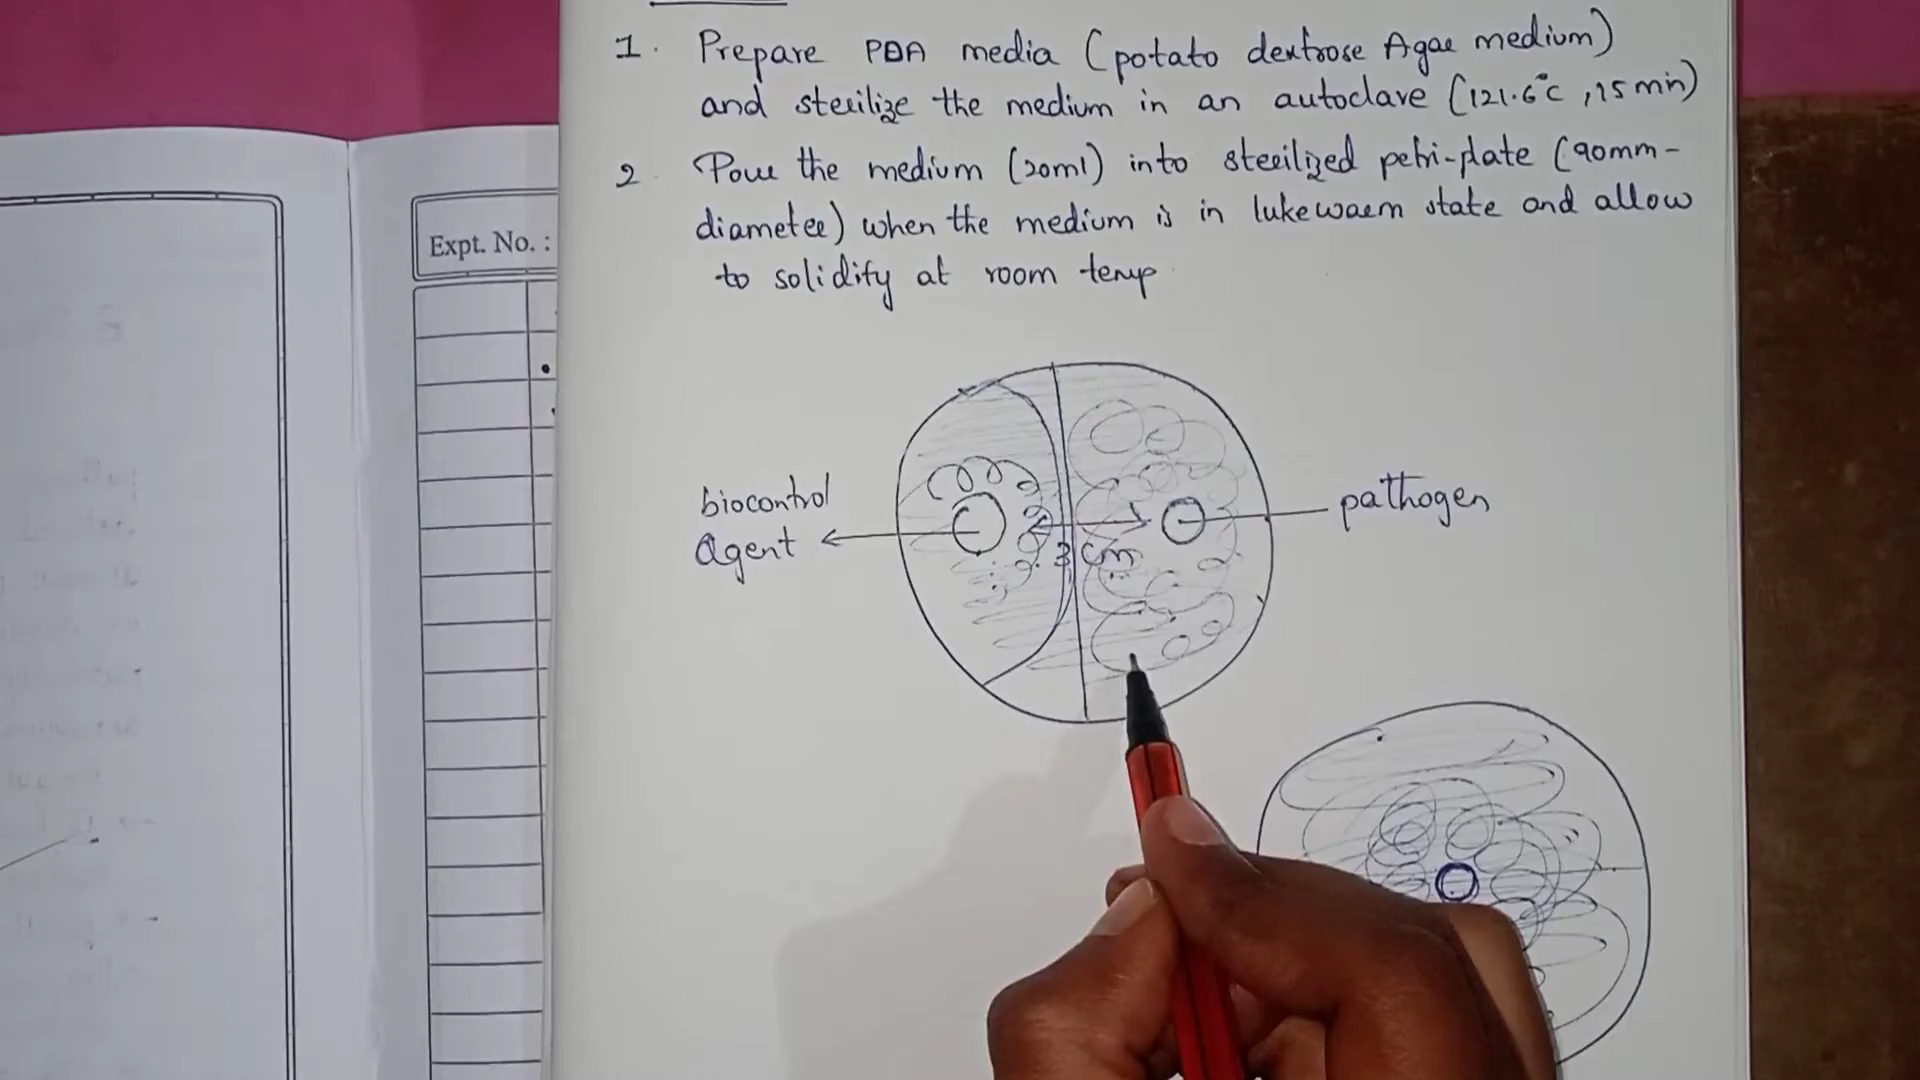 1. Prepare PDA media (potato dextrose Agar medium)
and sterilize the medium in an autoclave (121.6°c, 15 min)
2 Pour the medium (20ml) into sterilized petri-plate (90mm-
diameter) when the medium is in lukewarm state and allow
to solidify at room temp
Expt. No. :
biocontrol
agent
3 cm
pathogen